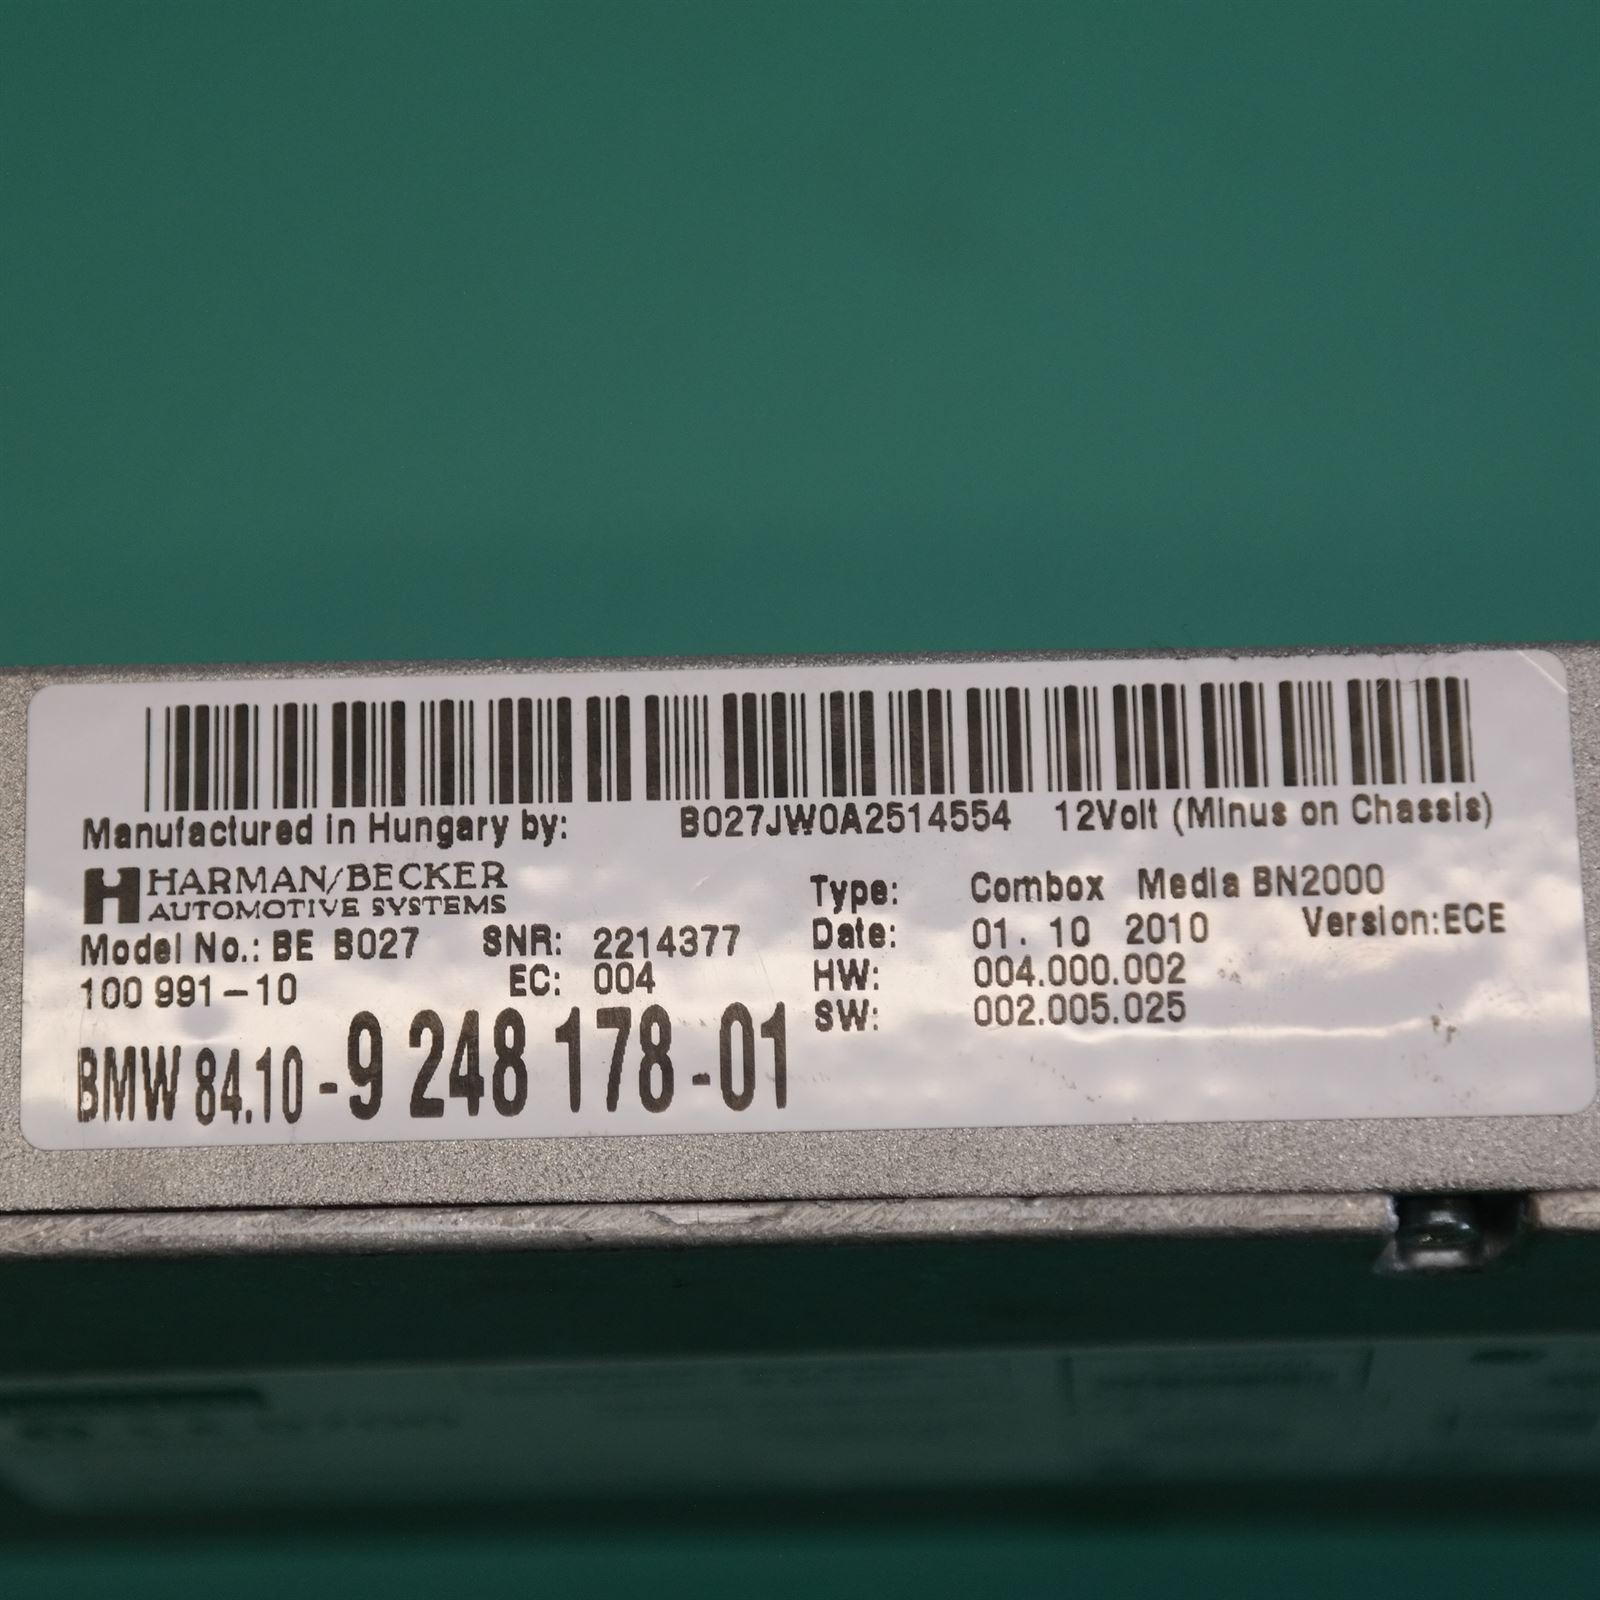 Manufactured in Hungary by: B027JW0A2514554 12Volt (Minus on Chassis)
H HARMAN/BECKER
AUTOMOTIVE SYSTEMS
Type: Combox Media BN2000
Model No.: BE B027 SNR: 2214377 Date: 01. 10 2010 Version:ECE
100 991-10 EC: 004 HW: 004.000.002
SW: 002.005.025
BMW 84.10-9 248 178-01